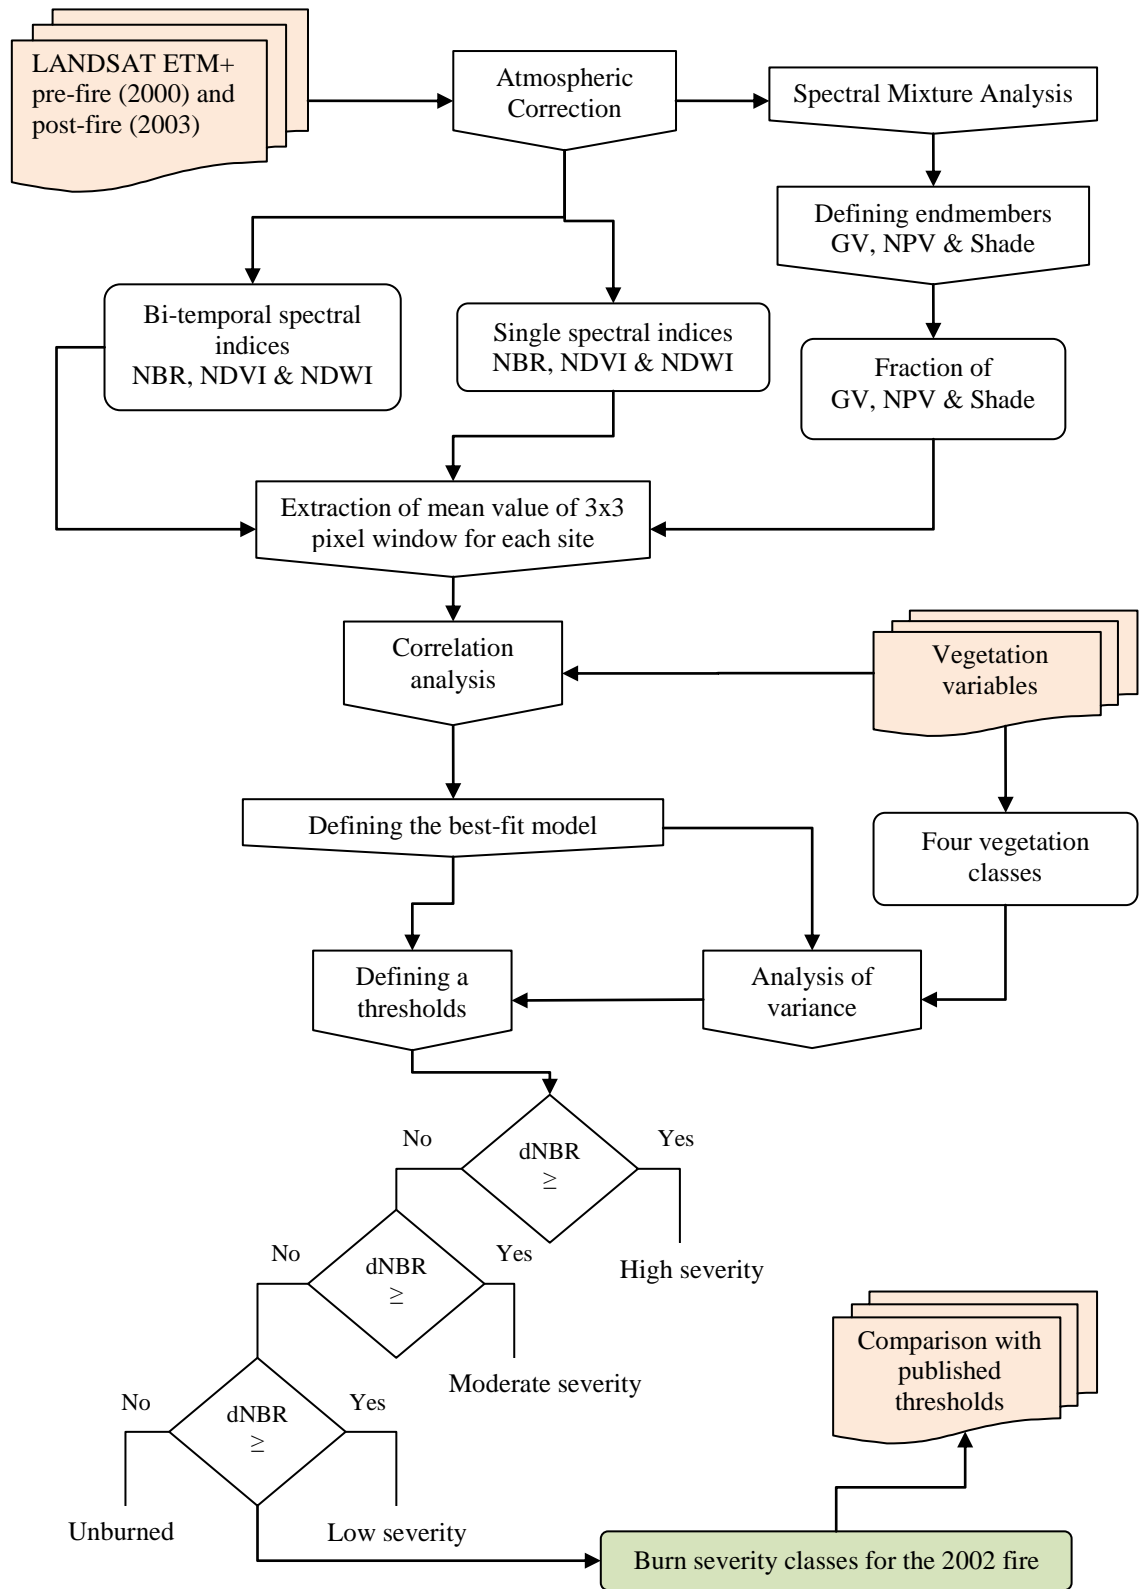 LANDSAT ETM+
pre-fire (2000) and
post-fire (2003)
Atmospheric
Correction
Spectral Mixture Analysis
Defining endmembers
GV, NPV & Shade
Bi-temporal spectral
indices
NBR, NDVI & NDWI
Single spectral indices
NBR, NDVI & NDWI
Fraction of
GV, NPV & Shade
Extraction of mean value of 3x3
pixel window for each site
Correlation
analysis
Vegetation
variables
Defining the best-fit model
Four vegetation
classes
Defining a
thresholds
Analysis of
variance
No
dNBR
≥
Yes
High severity
No
dNBR
≥
Yes
Moderate severity
No
dNBR
≥
Yes
Unburned
Low severity
Comparison with
published
thresholds
Burn severity classes for the 2002 fire